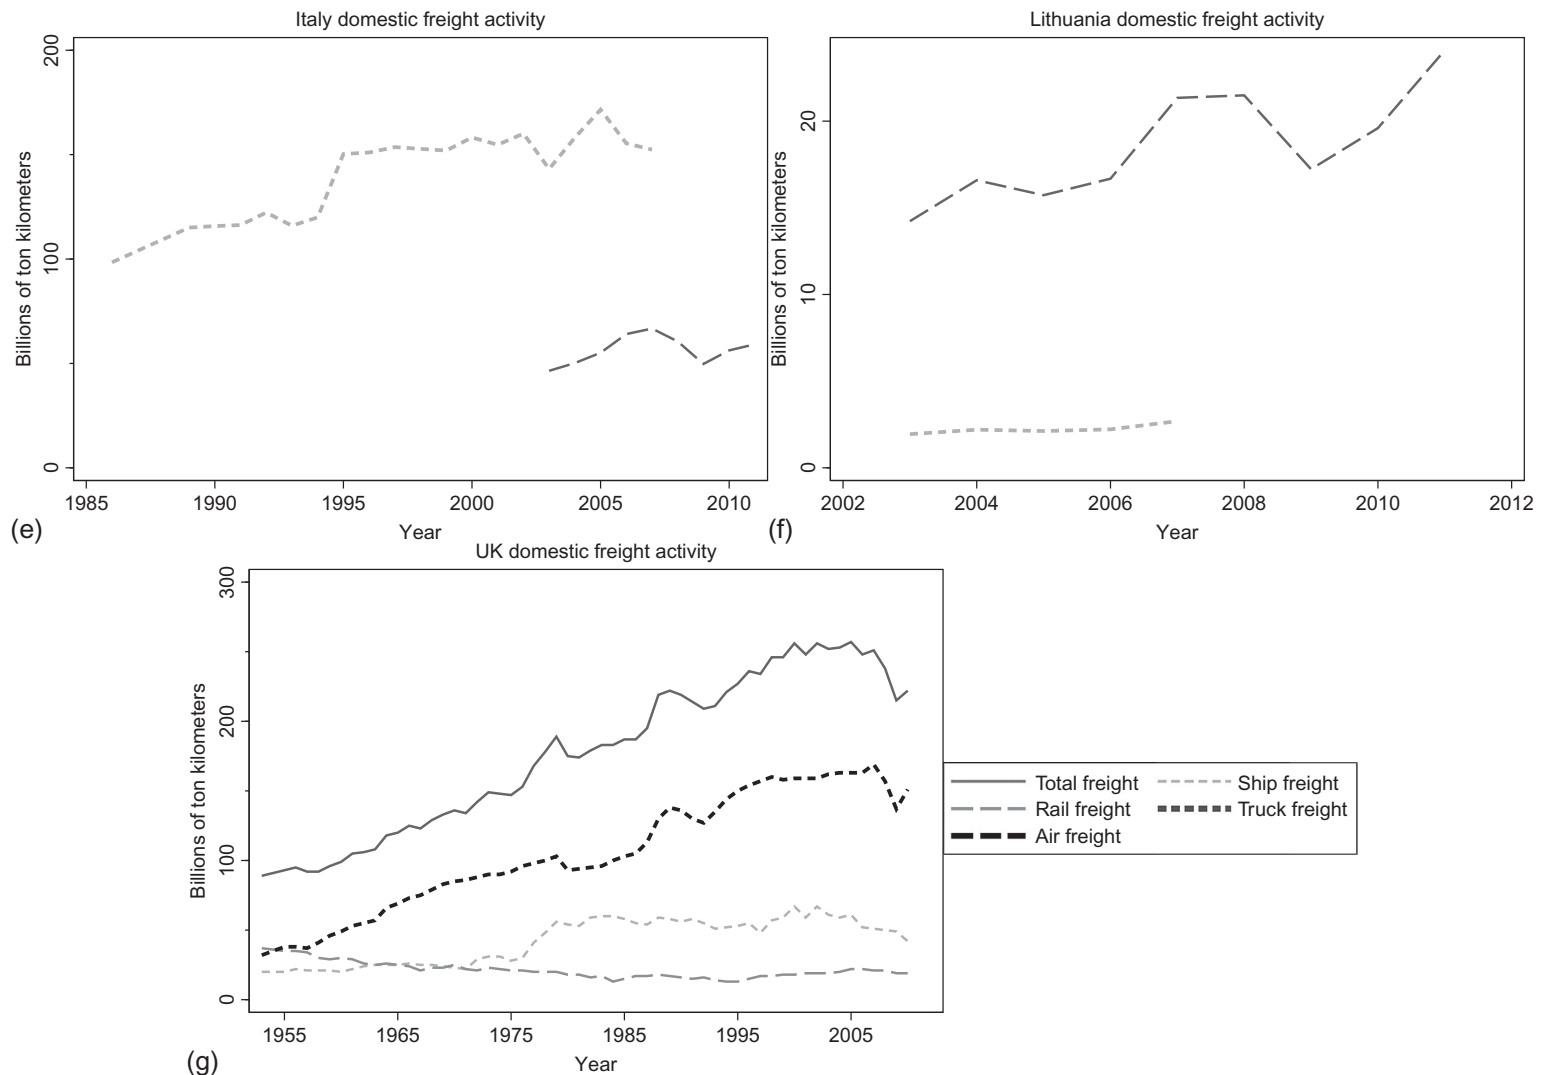 Italy domestic freight activity
Billions of ton kilometers
200
100
0
1985 1990 1995 2000 2005 2010
Year
(e)
Lithuania domestic freight activity
Billions of ton kilometers
20
10
0
2002 2004 2006 2008 2010 2012
Year
(f)
UK domestic freight activity
Billions of ton kilometers
300
200
100
0
1955 1965 1975 1985 1995 2005
Year
(g)
Total freight Ship freight
Rail freight Truck freight
Air freight